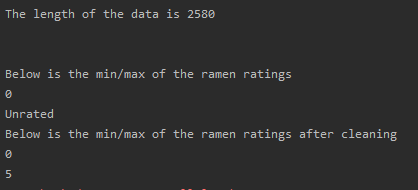 The length of the data is 2580
Below is the min/max of the ramen ratings
0
Unrated
Below is the min/max of the ramen ratings after cleaning
0
5